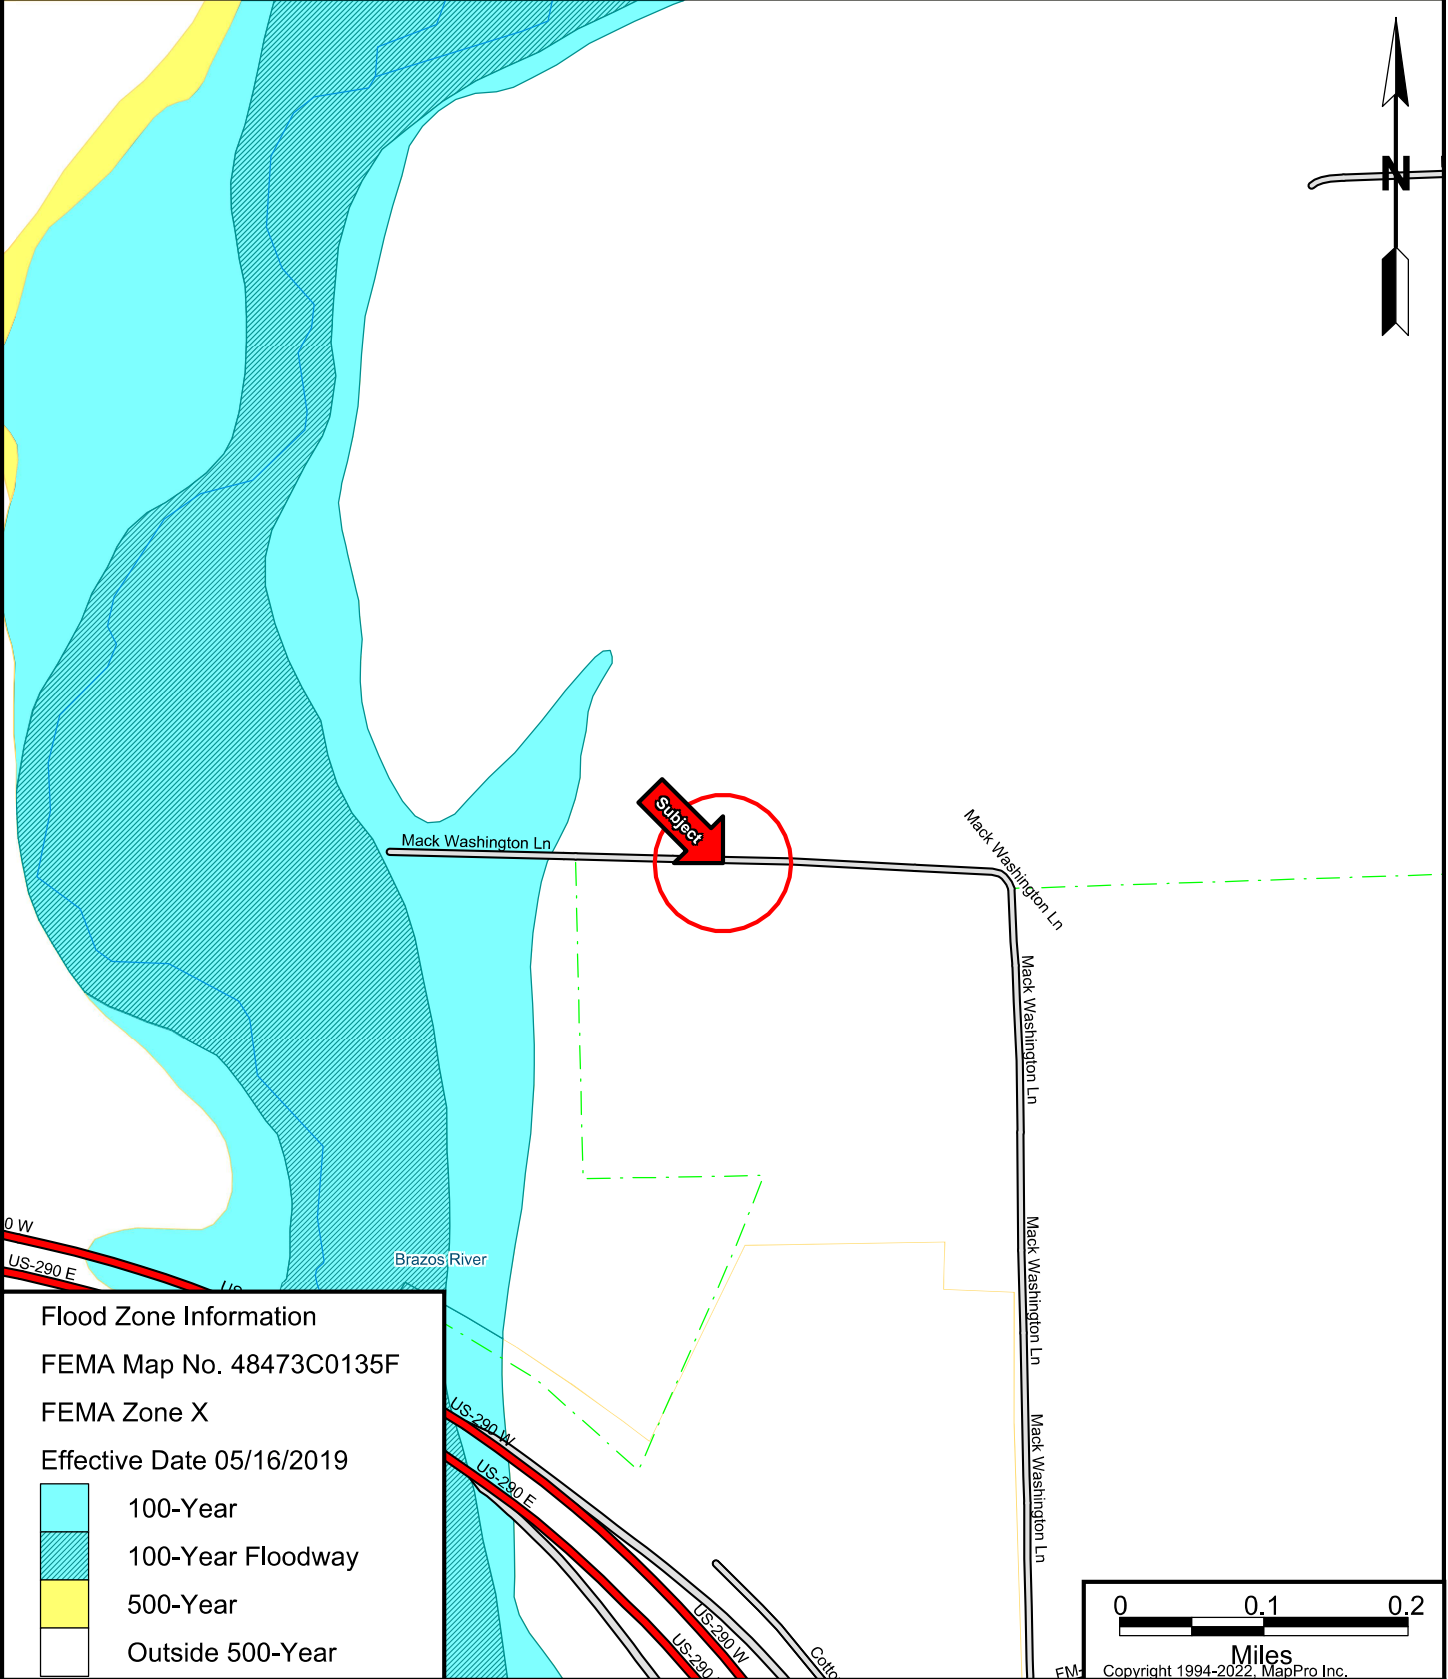 N
Mack Washington Ln
Subject
Mack Washington Ln
Mack Washington Ln
Mack Washington Ln
Mack Washington Ln
Brazos River
0 W
US-290 E
US-290 W
US-290 E
US-290 W
US-290
Flood Zone Information
FEMA Map No. 48473C0135F
FEMA Zone X
Effective Date 05/16/2019
100-Year
100-Year Floodway
500-Year
Outside 500-Year
0 0.1 0.2
Miles
Copyright 1994-2022, MapPro Inc.